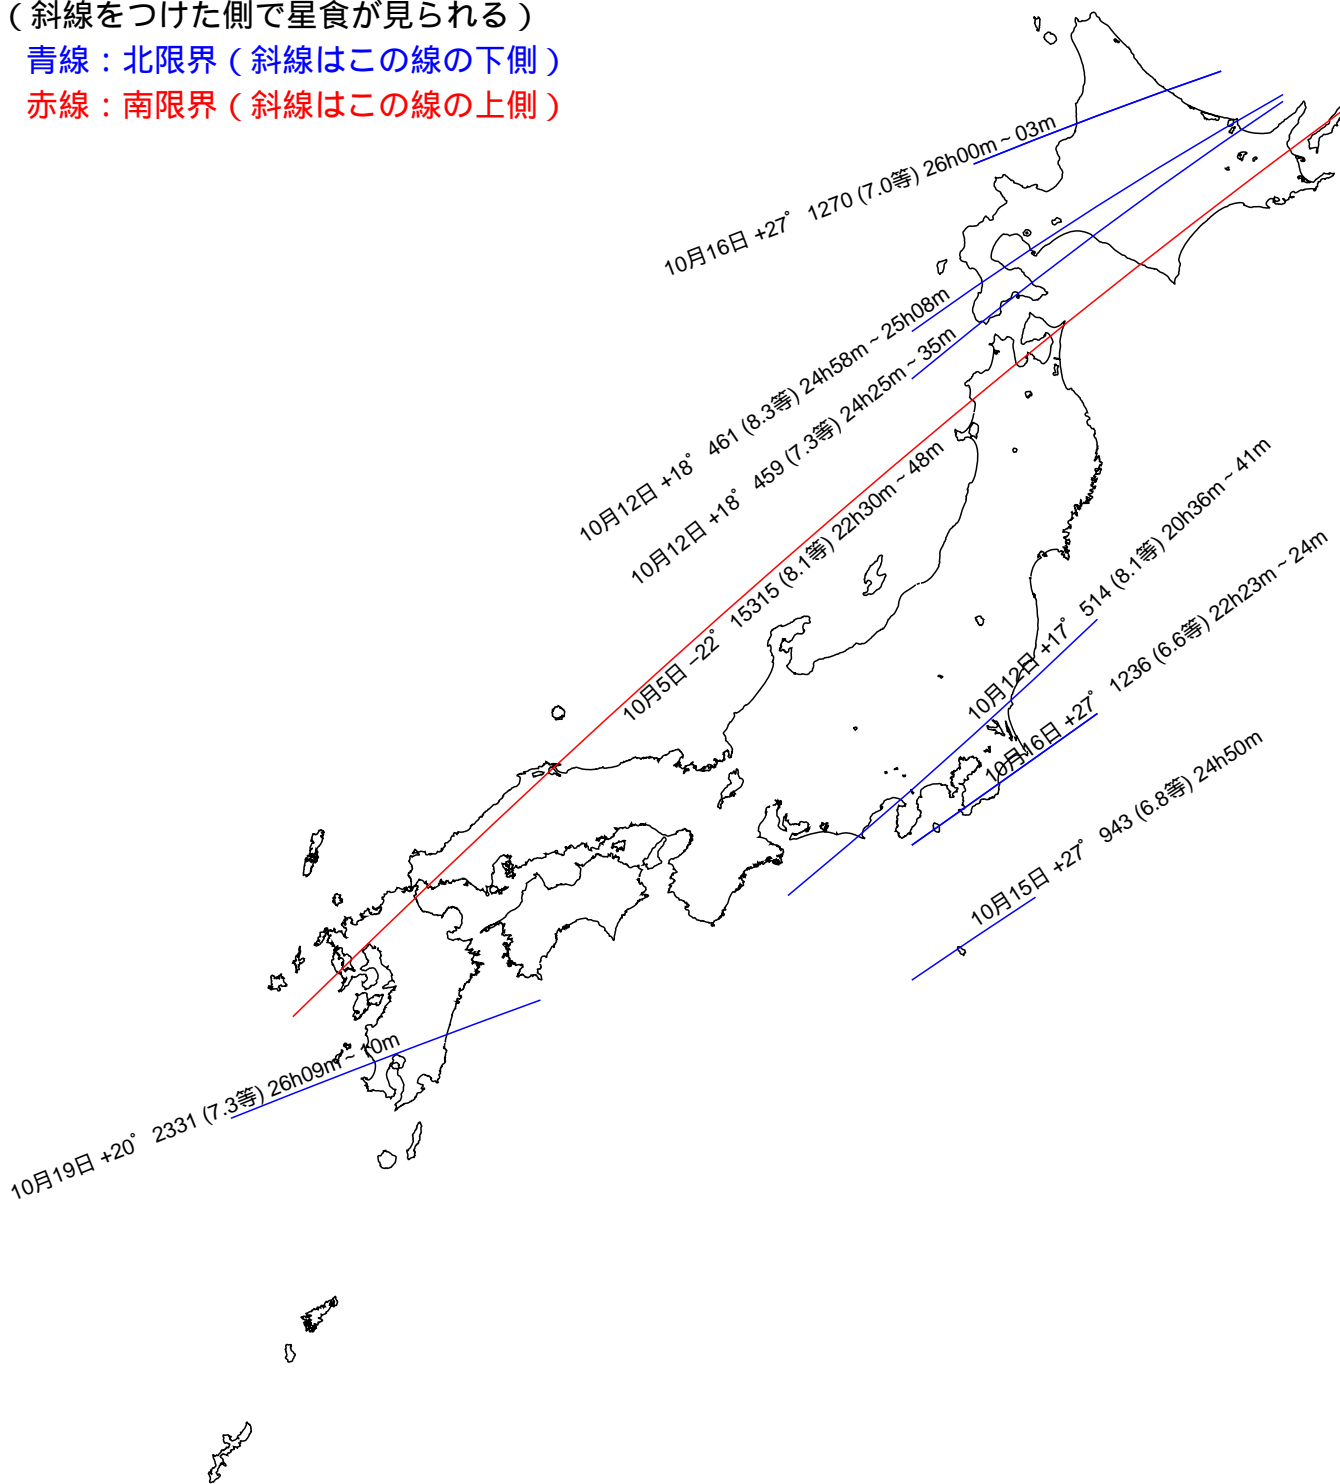 （斜線をつけた側で星食が見られる）
青線：北限界（斜線はこの線の下側）
赤線：南限界（斜線はこの線の上側）
10月16日 +27° 1270 (7.0等) 26h00m ~ 03m
10月12日 +18° 461 (8.3等) 24h58m ~ 25h08m
10月12日 +18° 459 (7.3等) 24h25m ~ 35m
10月5日 −22° 15315 (8.1等) 22h30m ~ 48m
10月12日 +17° 514 (8.1等) 20h36m ~ 41m
10月16日 +27° 1236 (6.6等) 22h23m ~ 24m
10月15日 +27° 943 (6.8等) 24h50m
10月19日 +20° 2331 (7.3等) 26h09m ~ 10m